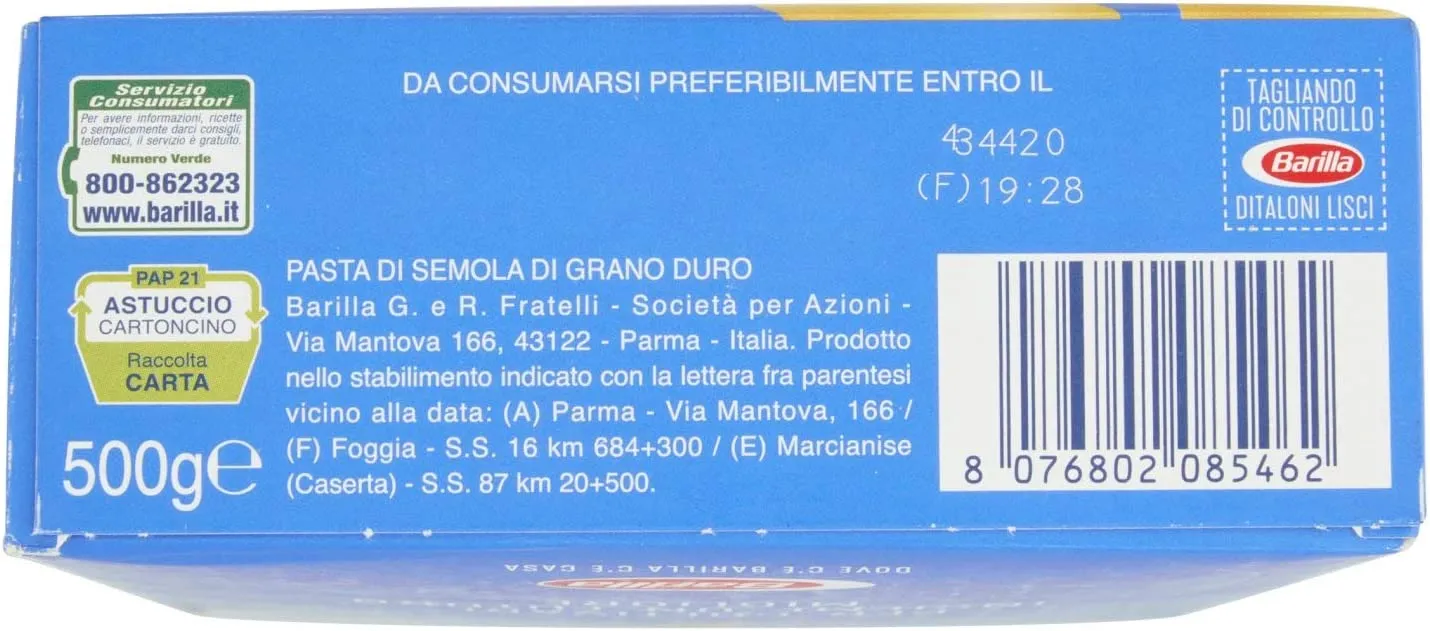 Servizio
Consumatori
Per avere informazioni, ricette
o semplicemente darci consigli,
telefonaci, il servizio è gratuito.
Numero Verde
800-862323
www.barilla.it
DA CONSUMARSI PREFERIBILMENTE ENTRO IL
434420
(F)19:28
TAGLIANDO
DI CONTROLLO
Barilla
DITALONI LISCI
PAP 21
ASTUCCIO
CARTONCINO
Raccolta
CARTA
500g℮
PASTA DI SEMOLA DI GRANO DURO
Barilla G. e R. Fratelli - Società per Azioni -
Via Mantova 166, 43122 - Parma - Italia. Prodotto
nello stabilimento indicato con la lettera fra parentesi
vicino alla data: (A) Parma - Via Mantova, 166 /
(F) Foggia - S.S. 16 km 684+300 / (E) Marcianise
(Caserta) - S.S. 87 km 20+500.
8 076802 085462
DOVE C'È BARILLA C'È CASA
Barilla